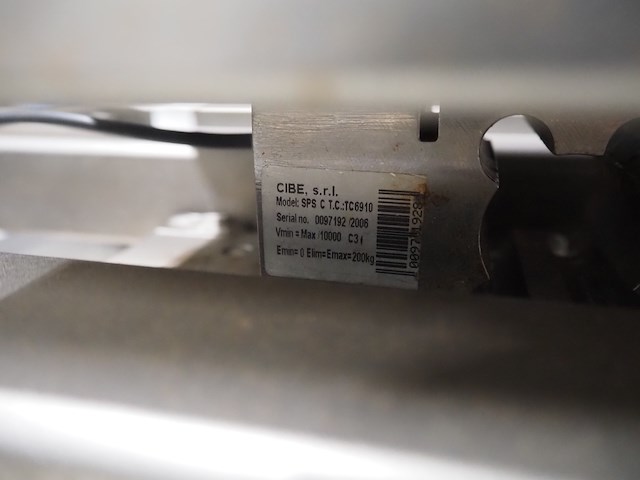 CIBE, s.r.l.
Model: SPS C T.C.:TC6910
Serial no. 0097192 /2006
Vmin = Max /10000 C3
Emin= 0 Elim=Emax=200kg